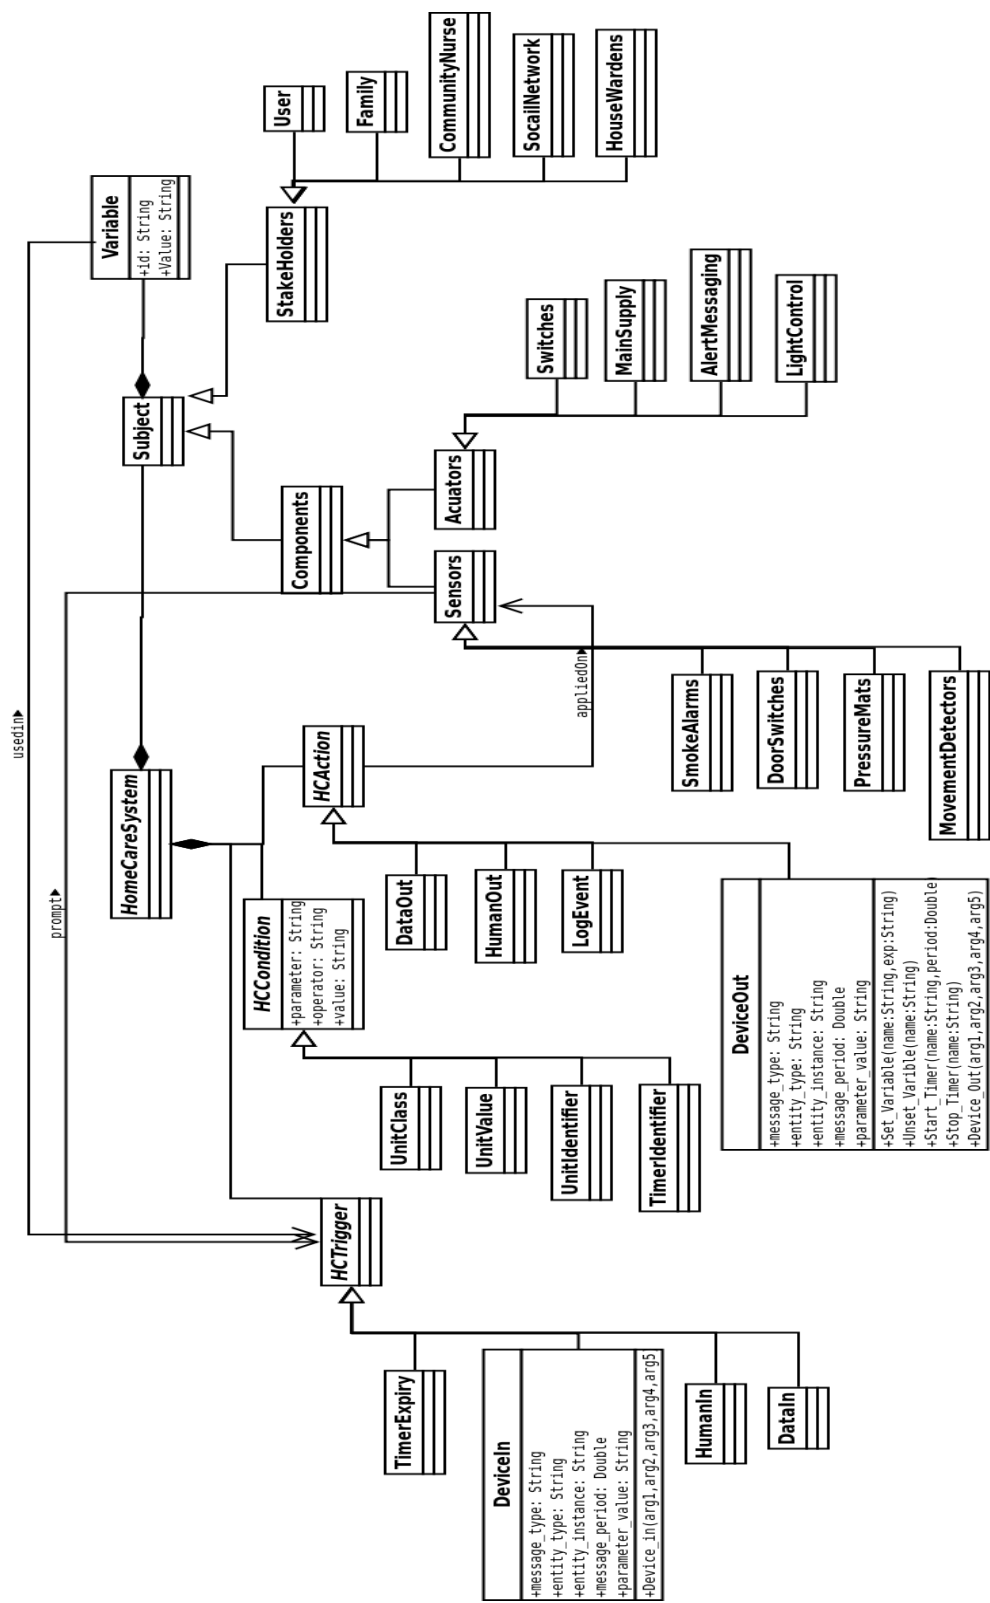 usedin▶
prompt▶
Variable
+id: String
+Value: String
Subject
HomeCareSystem
User
Family
CommunityNurse
SocailNetwork
HouseWardens
StakeHolders
Components
Switches
MainSupply
AlertMessaging
LightControl
Acuators
Sensors
appliedOn▶
SmokeAlarms
DoorSwitches
PressureMats
MovementDetectors
HCAction
DataOut
HumanOut
LogEvent
DeviceOut
+message_type: String
+entity_type: String
+entity_instance: String
+message_period: Double
+parameter_value: String
+Set_Variable(name:String,exp:String)
+Unset_Varible(name:String)
+Start_Timer(name:String,period:Double)
+Stop_Timer(name:String)
+Device_Out(arg1,arg2,arg3,arg4,arg5)
HCCondition
+parameter: String
+operator: String
+value: String
UnitClass
UnitValue
UnitIdentifier
TimerIdentifier
HCTrigger
TimerExpiry
DeviceIn
+message_type: String
+entity_type: String
+entity_instance: String
+message_period: Double
+parameter_value: String
+Device_in(arg1,arg2,arg3,arg4,arg5)
HumanIn
DataIn